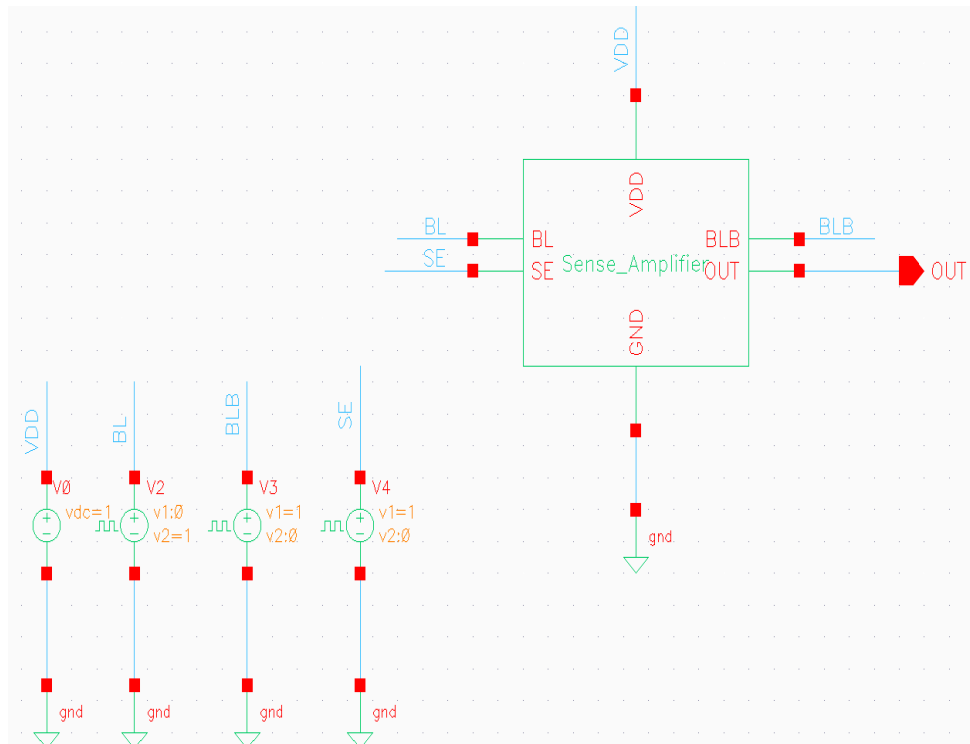 VDD
VDD
BL
BL
BLB
BLB
SE
SE
Sense_Amplifier
OUT
OUT
GND
gnd
VDD
BL
BLB
SE
V0
vdc=1
V2
v1:0
v2=1
V3
v1=1
v2:0
V4
v1=1
v2:0
gnd
gnd
gnd
gnd